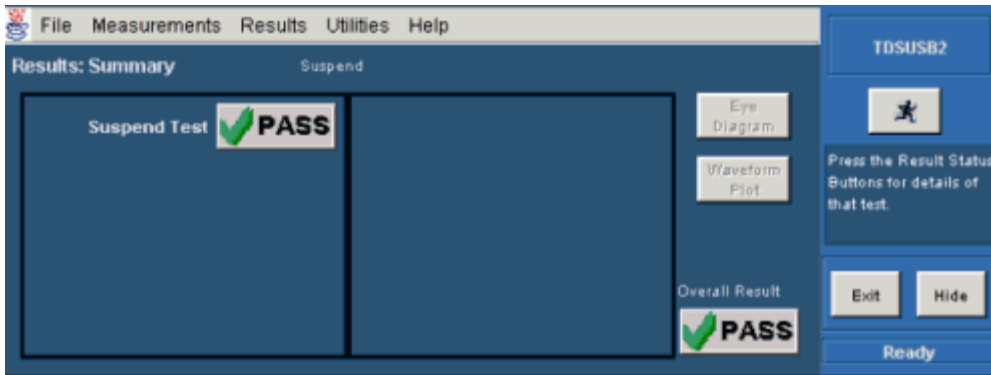 File Measurements Results Utilities Help
Results: Summary Suspend
Suspend Test PASS
Eye
Diagram
Waveform
Plot
Overall Result
PASS
TDSUSB2
Press the Result Status
Buttons for details of
that test.
Exit Hide
Ready